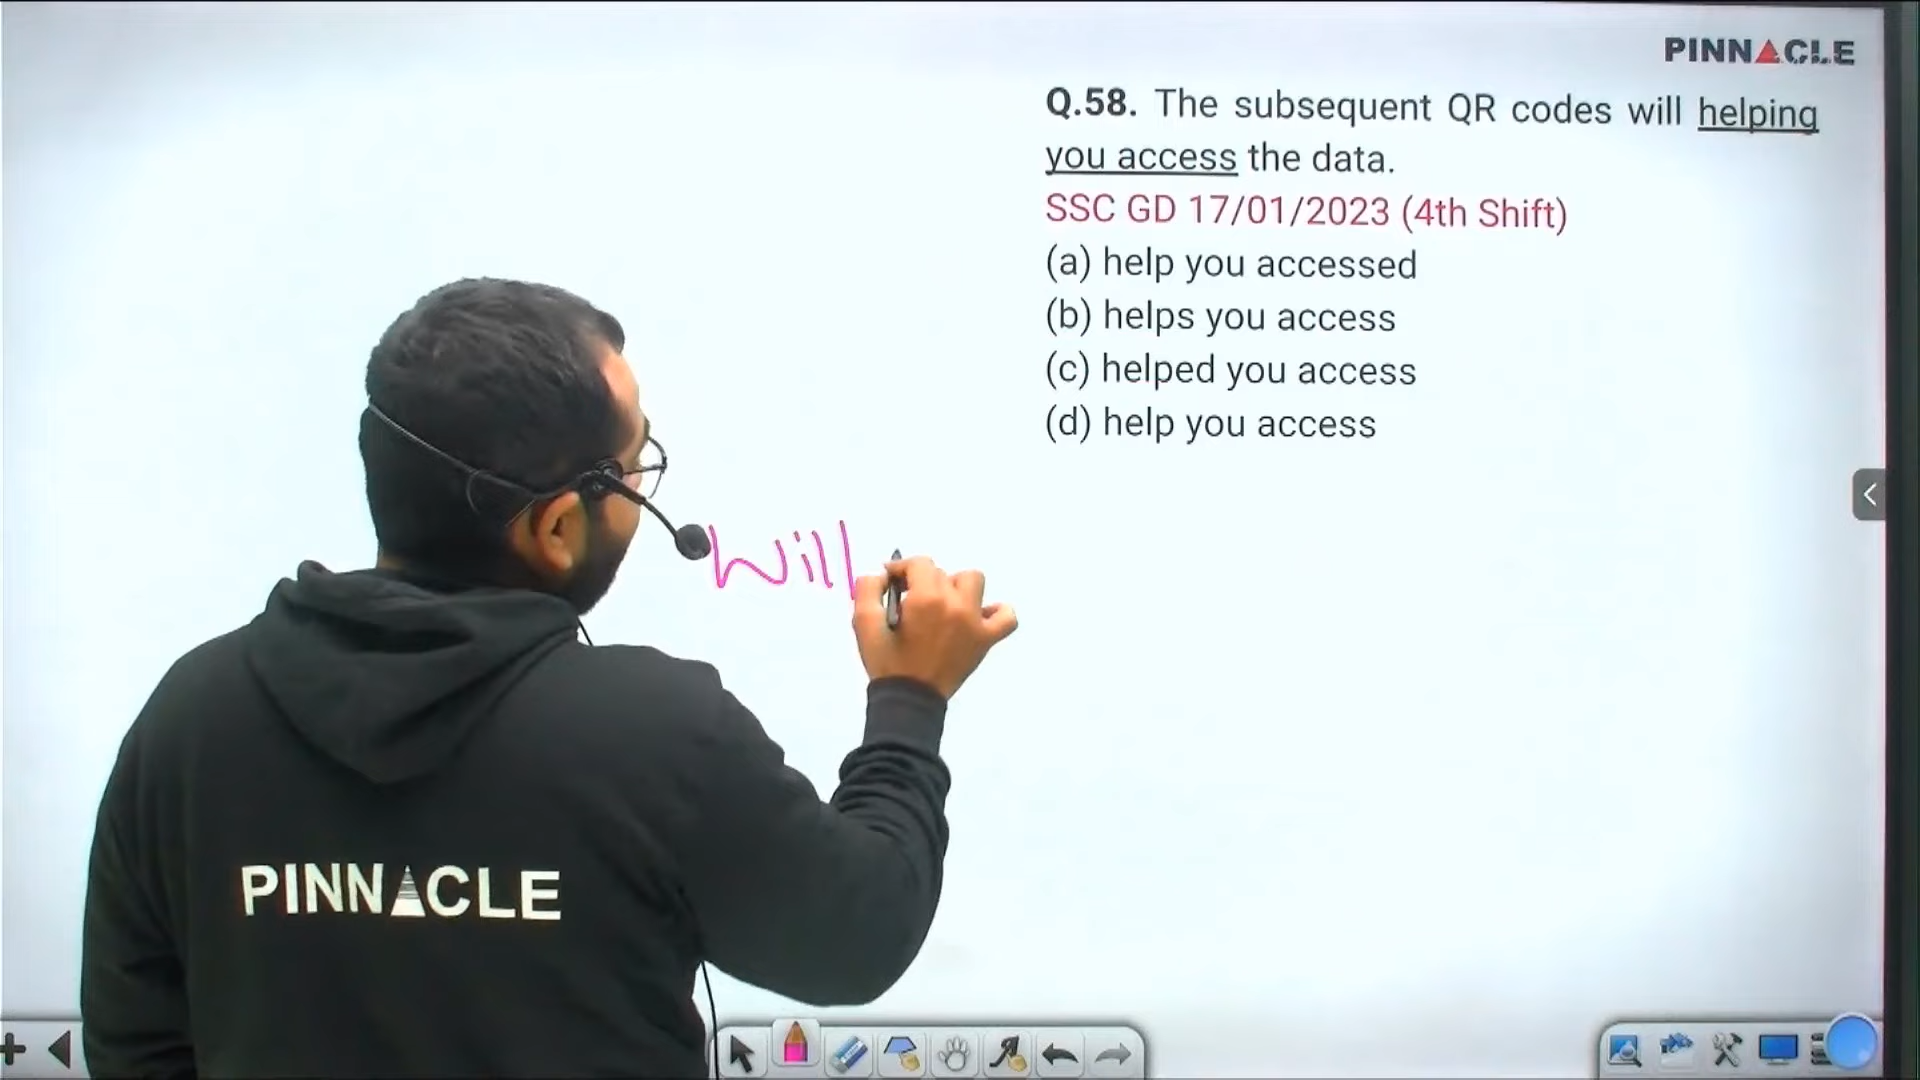 PINNACLE
Q.58. The subsequent QR codes will helping
you access the data.
SSC GD 17/01/2023 (4th Shift)
(a) help you accessed
(b) helps you access
(c) helped you access
(d) help you access
Will
PINNACLE